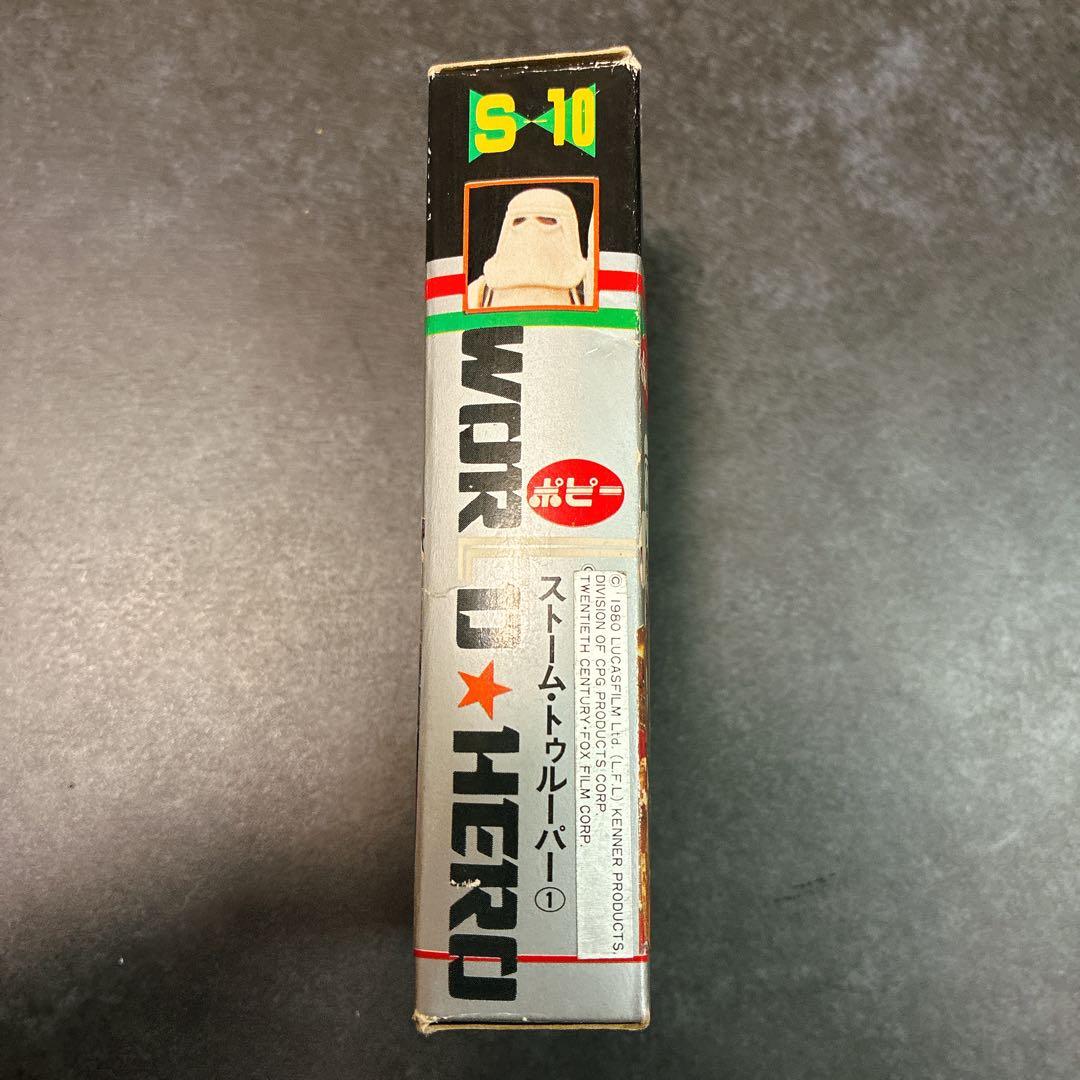 S-10
WORLD★HERO
ポピー
ストーム・トゥルーパー①
© 1980 LUCASFILM Ltd. (L.F.L.) KENNER PRODUCTS,
DIVISION OF CPG PRODUCTS CORP.
TWENTIETH CENTURY-FOX FILM CORP.